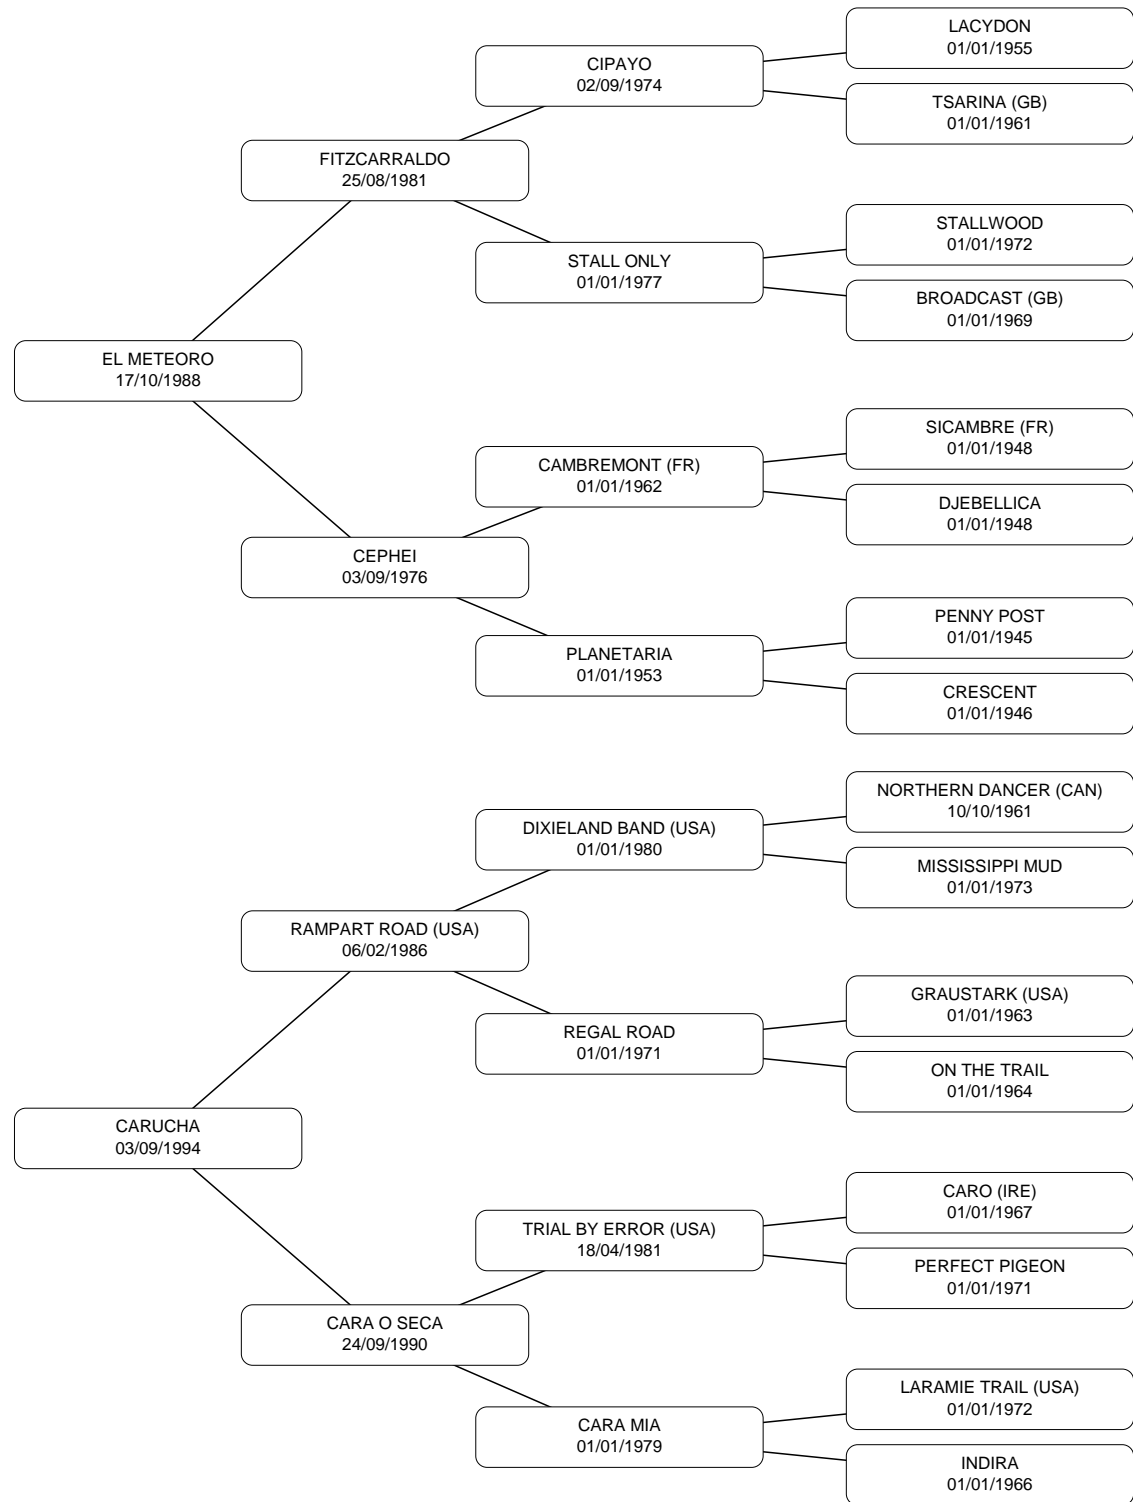 LACYDON
01/01/1955
CIPAYO
02/09/1974
TSARINA (GB)
01/01/1961
FITZCARRALDO
25/08/1981
STALLWOOD
01/01/1972
STALL ONLY
01/01/1977
BROADCAST (GB)
01/01/1969
EL METEORO
17/10/1988
SICAMBRE (FR)
01/01/1948
CAMBREMONT (FR)
01/01/1962
DJEBELLICA
01/01/1948
CEPHEI
03/09/1976
PENNY POST
01/01/1945
PLANETARIA
01/01/1953
CRESCENT
01/01/1946
NORTHERN DANCER (CAN)
10/10/1961
DIXIELAND BAND (USA)
01/01/1980
MISSISSIPPI MUD
01/01/1973
RAMPART ROAD (USA)
06/02/1986
GRAUSTARK (USA)
01/01/1963
REGAL ROAD
01/01/1971
ON THE TRAIL
01/01/1964
CARUCHA
03/09/1994
CARO (IRE)
01/01/1967
TRIAL BY ERROR (USA)
18/04/1981
PERFECT PIGEON
01/01/1971
CARA O SECA
24/09/1990
LARAMIE TRAIL (USA)
01/01/1972
CARA MIA
01/01/1979
INDIRA
01/01/1966